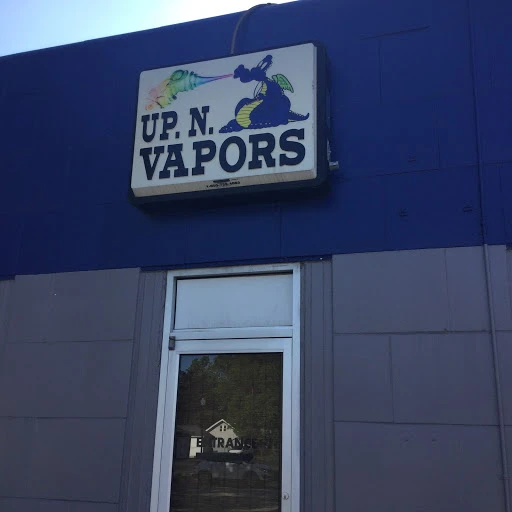 UP. N.
VAPORS
ENTRANCE